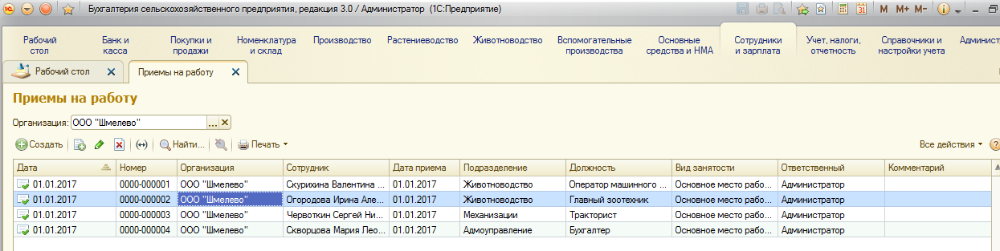 1С Бухгалтерия сельскохозяйственного предприятия, редакция 3.0 / Администратор (1С:Предприятие) 31 M M+ M- i
Рабочий стол Банк и касса Покупки и продажи Номенклатура и склад Производство Растениеводство Животноводство Вспомогательные производства Основные средства и НМА Сотрудники и зарплата Учет, налоги, отчетность Справочники и настройки учета Админист
Рабочий стол Приемы на работу
Приемы на работу
Организация: ООО "Шмелево" ...
Создать Найти... Печать Все действия ?
Дата Номер Организация Сотрудник Дата приема Подразделение Должность Вид занятости Ответственный Комментарий
01.01.2017 0000-000001 ООО "Шмелево" Скурихина Валентина ... 01.01.2017 Животноводство Оператор машинного ... Основное место рабо... Администратор
01.01.2017 0000-000002 ООО "Шмелево" Огородова Ирина Але... 01.01.2017 Животноводство Главный зоотехник Основное место рабо... Администратор
01.01.2017 0000-000003 ООО "Шмелево" Червоткин Сергей Ни... 01.01.2017 Механизации Тракторист Основное место рабо... Администратор
01.01.2017 0000-000004 ООО "Шмелево" Скворцова Мария Лео... 01.01.2017 Адмоуправление Бухгалтер Основное место рабо... Администратор